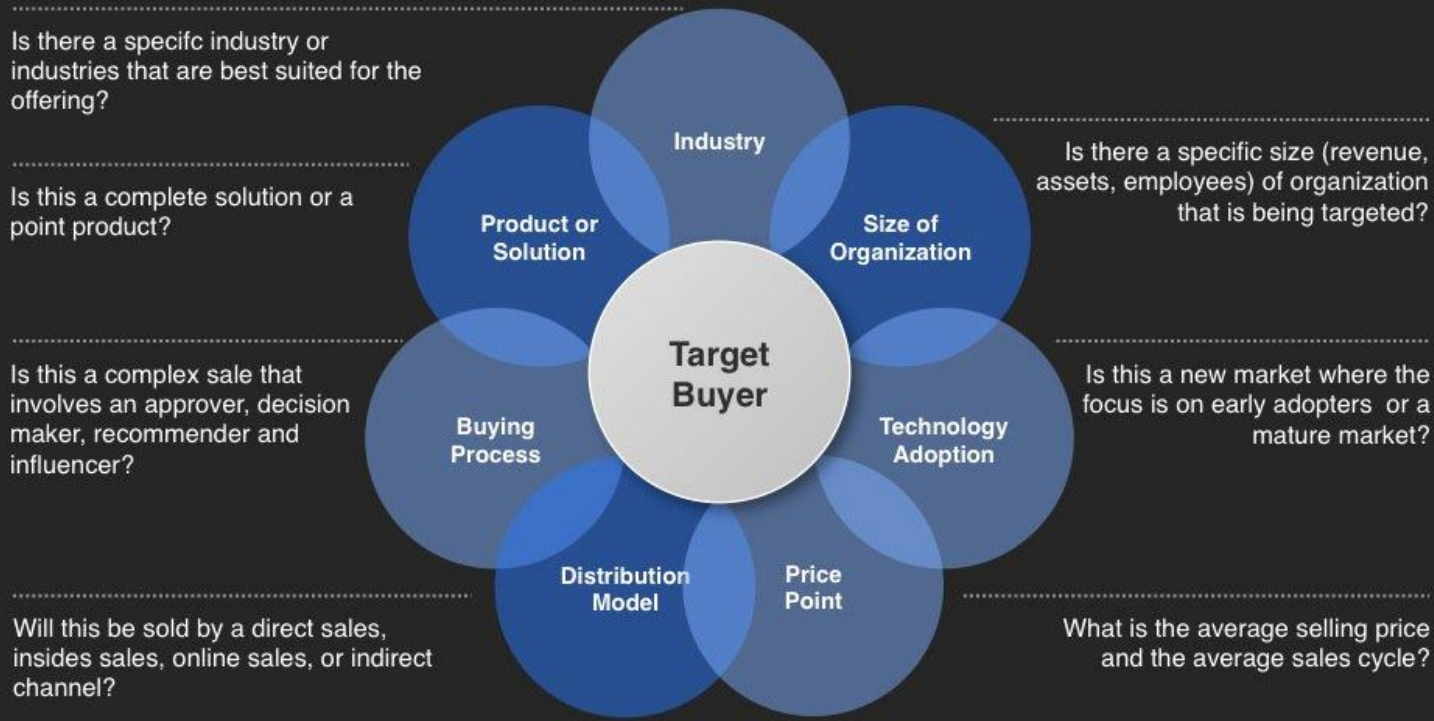 Is there a specifc industry or
industries that are best suited for the
offering?
Industry
Is there a specific size (revenue,
assets, employees) of organization
that is being targeted?
Is this a complete solution or a
point product?
Product or
Solution
Size of
Organization
Target
Buyer
Is this a complex sale that
involves an approver, decision
maker, recommender and
influencer?
Buying
Process
Technology
Adoption
Is this a new market where the
focus is on early adopters or a
mature market?
Distribution
Model
Price
Point
Will this be sold by a direct sales,
insides sales, online sales, or indirect
channel?
What is the average selling price
and the average sales cycle?